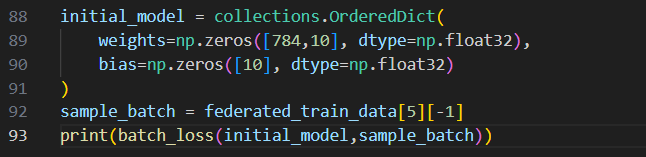 88 initial_model = collections.OrderedDict(
89     weights=np.zeros([784,10], dtype=np.float32),
90     bias=np.zeros([10], dtype=np.float32)
91 )
92 sample_batch = federated_train_data[5][-1]
93 print(batch_loss(initial_model,sample_batch))